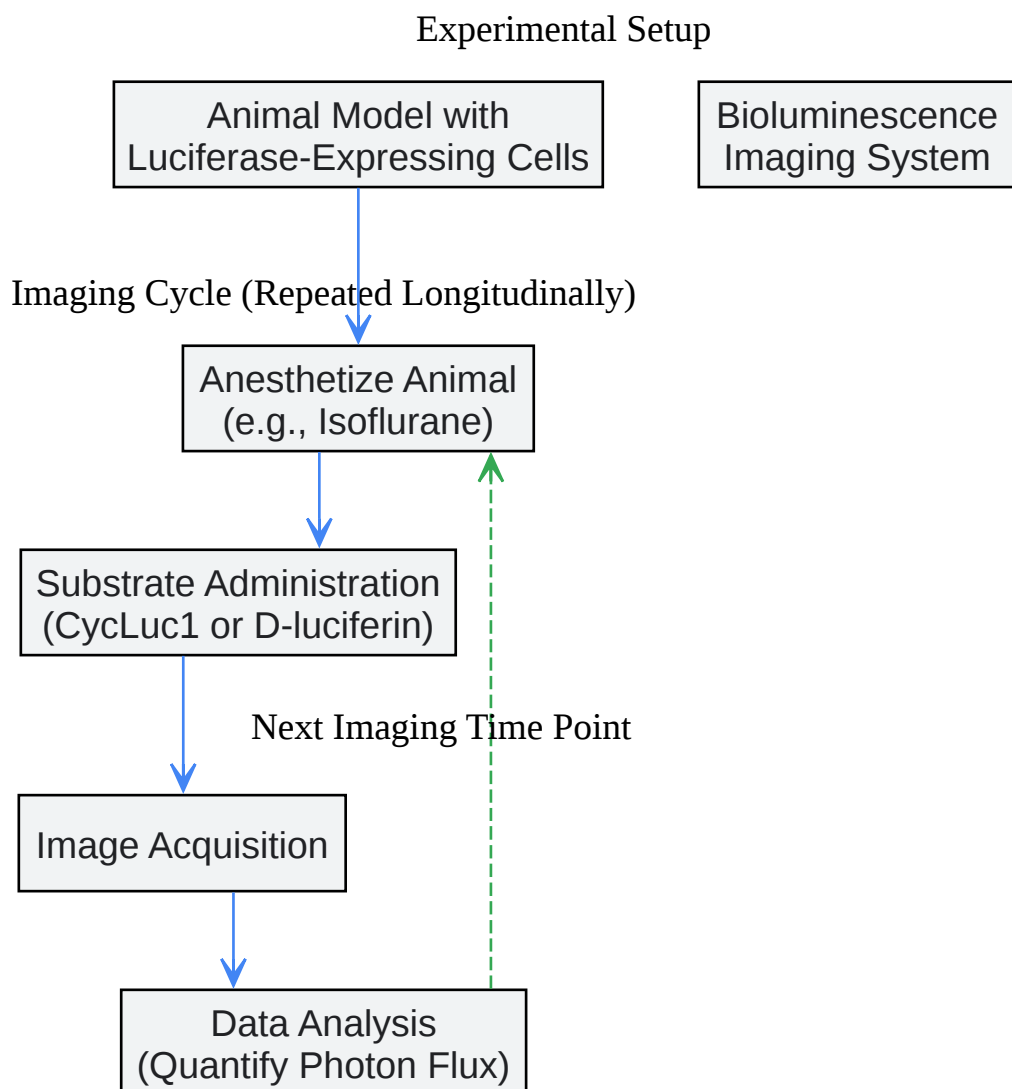 Experimental Setup
Animal Model with
Luciferase-Expressing Cells
Bioluminescence
Imaging System
Imaging Cycle (Repeated Longitudinally)
Anesthetize Animal
(e.g., Isoflurane)
Substrate Administration
(CycLuc1 or D-luciferin)
Next Imaging Time Point
Image Acquisition
Data Analysis
(Quantify Photon Flux)